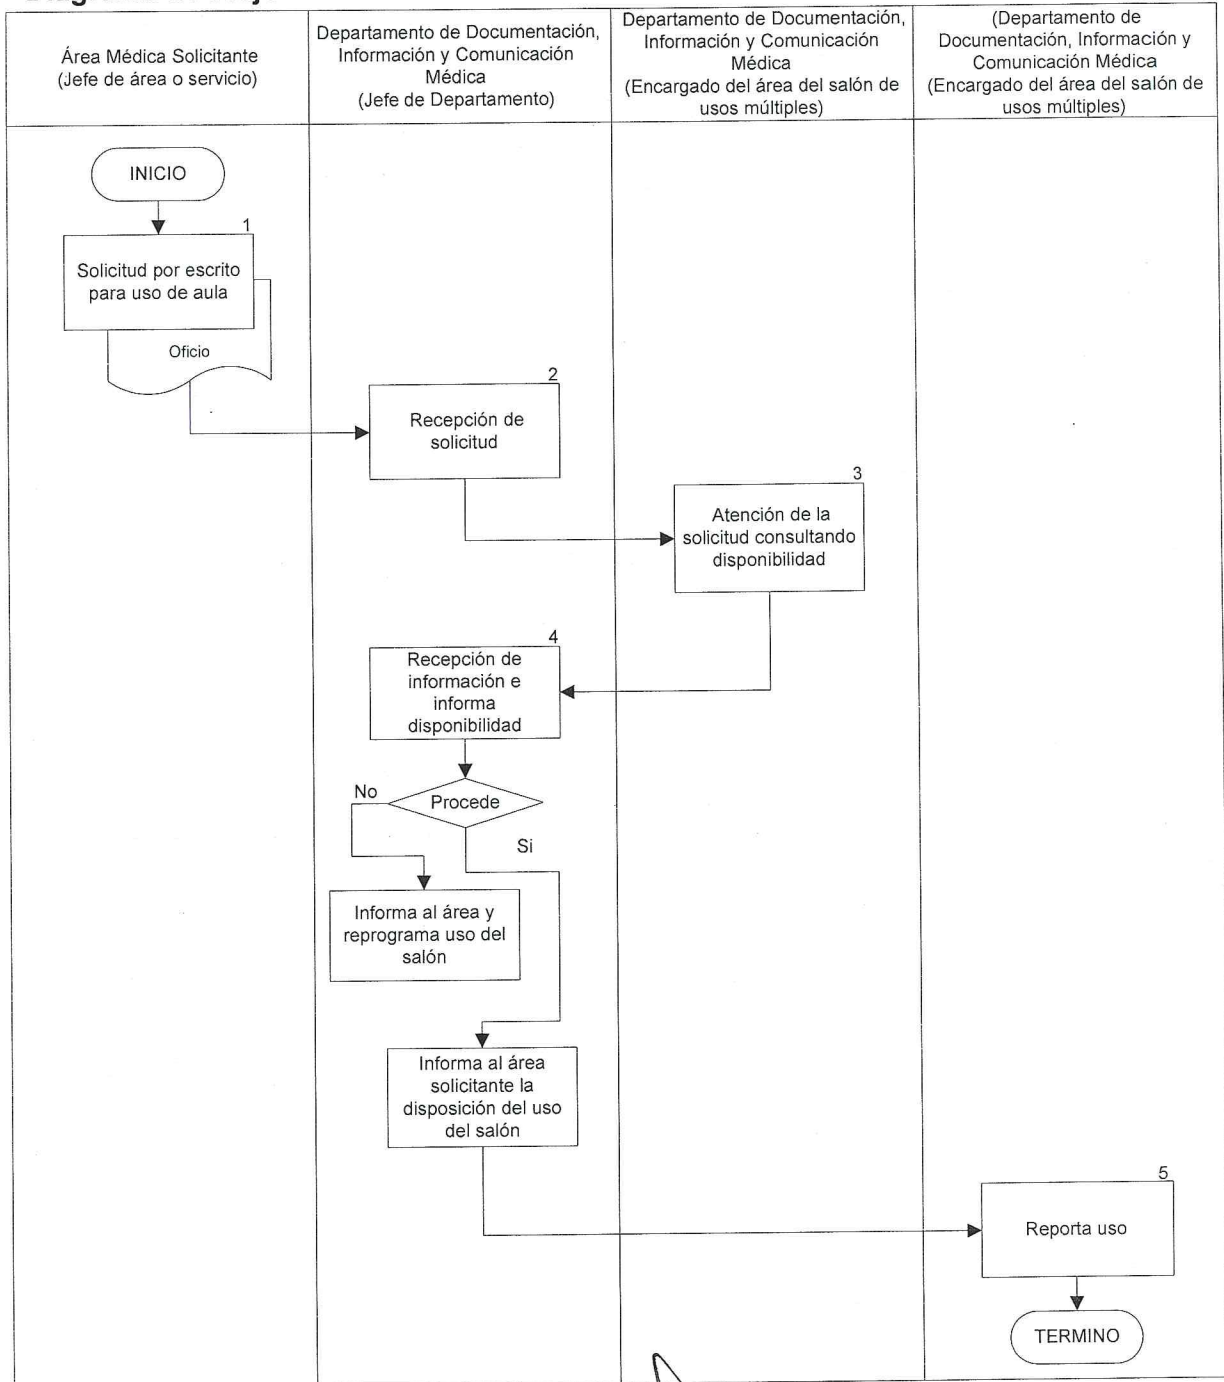 Área Médica Solicitante
(Jefe de área o servicio)
Departamento de Documentación,
Información y Comunicación
Médica
(Jefe de Departamento)
Departamento de Documentación,
Información y Comunicación
Médica
(Encargado del área del salón de
usos múltiples)
(Departamento de
Documentación, Información y
Comunicación Médica
(Encargado del área del salón de
usos múltiples)
INICIO
1
Solicitud por escrito
para uso de aula
Oficio
2
Recepción de
solicitud
3
Atención de la
solicitud consultando
disponibilidad
4
Recepción de
información e
informa
disponibilidad
Procede
No
Si
Informa al área y
reprograma uso del
salón
Informa al área
solicitante la
disposición del uso
del salón
5
Reporta uso
TERMINO